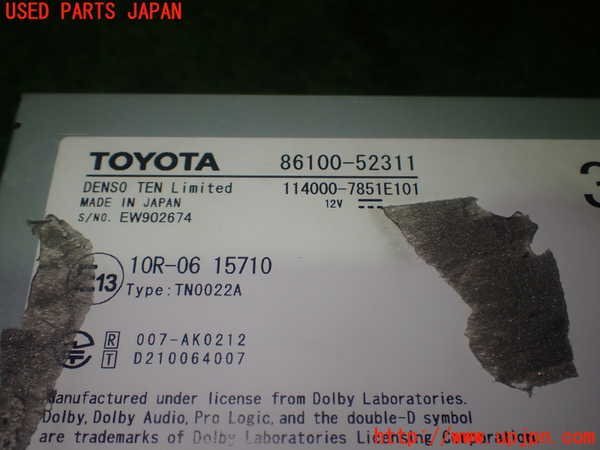 USED PARTS JAPAN
TOYOTA 86100-52311
DENSO TEN Limited 114000-7851E101
MADE IN JAPAN 12V
S/NO. EW902674
E13 10R-06 15710
Type:TN0022A
R 007-AK0212
T D210064007
Manufactured under license from Dolby Laboratories.
Dolby, Dolby Audio, Pro Logic, and the double-D symbol
are trademarks of Dolby Laboratories Licensing Corporation.